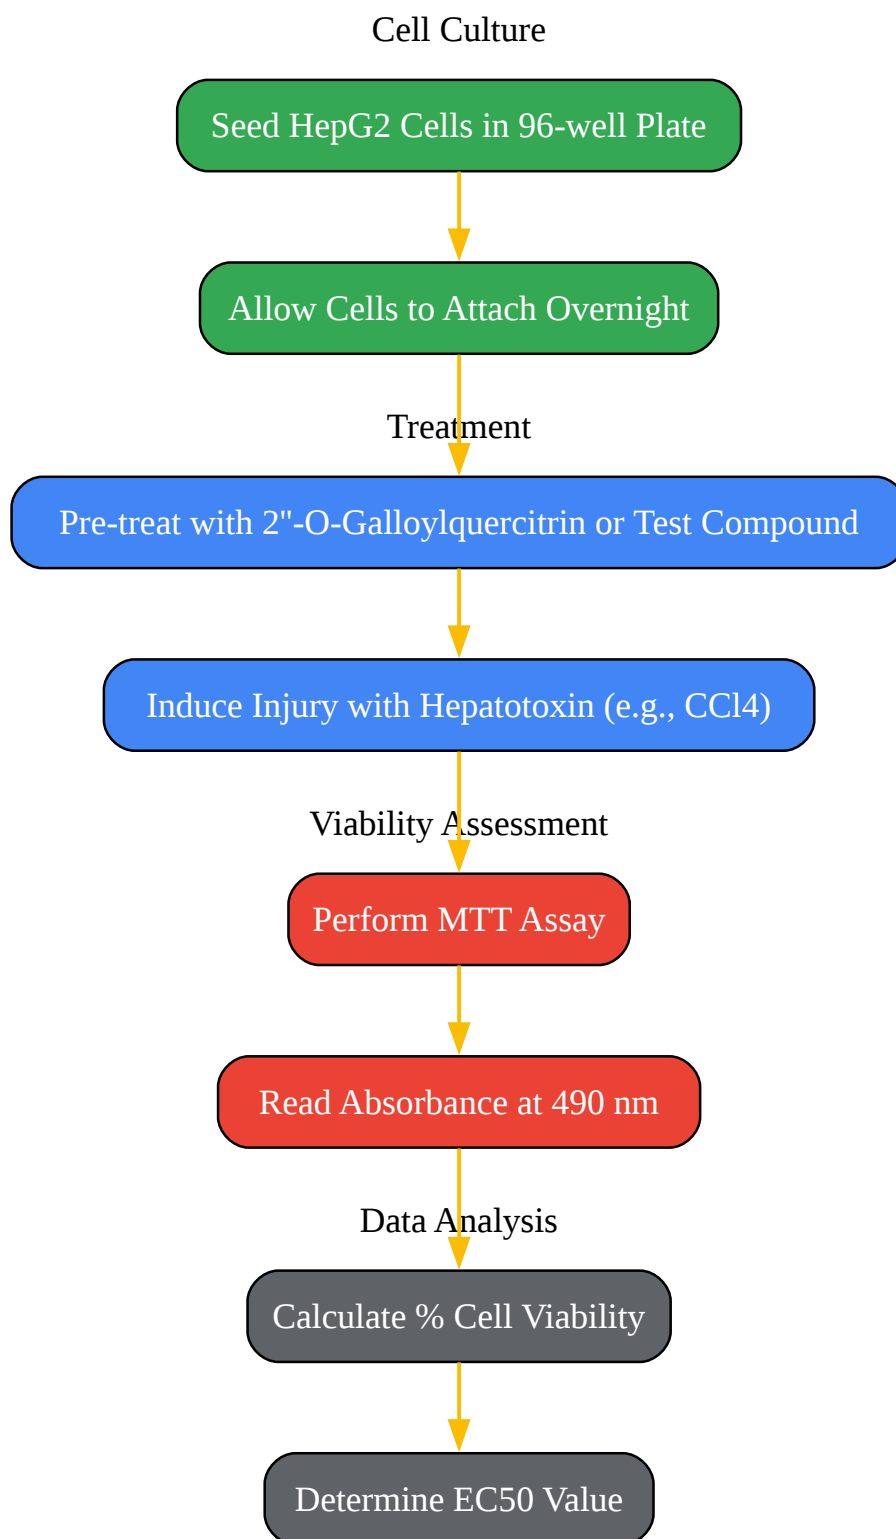 Cell Culture
Seed HepG2 Cells in 96-well Plate
Allow Cells to Attach Overnight
Treatment
Pre-treat with 2"-O-Galloylquercitrin or Test Compound
Induce Injury with Hepatotoxin (e.g., CCl4)
Viability Assessment
Perform MTT Assay
Read Absorbance at 490 nm
Data Analysis
Calculate % Cell Viability
Determine EC50 Value